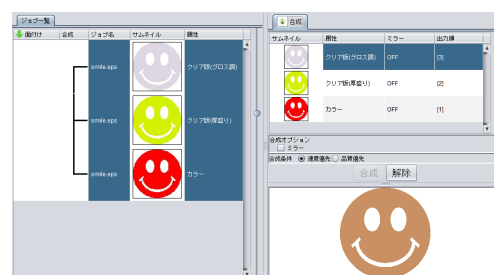 ジョブ一覧
面付け 合成 ジョブ名 サムネイル 属性
smile.eps クリア版(グロス調)
smile.eps クリア版(厚盛り)
smile.eps カラー
合成
サムネイル 属性 ミラー 出力順
クリア版(グロス調) OFF [3]
クリア版(厚盛り) OFF [2]
カラー OFF [1]
合成オプション
ミラー
合成条件 速度優先 品質優先
合成 解除